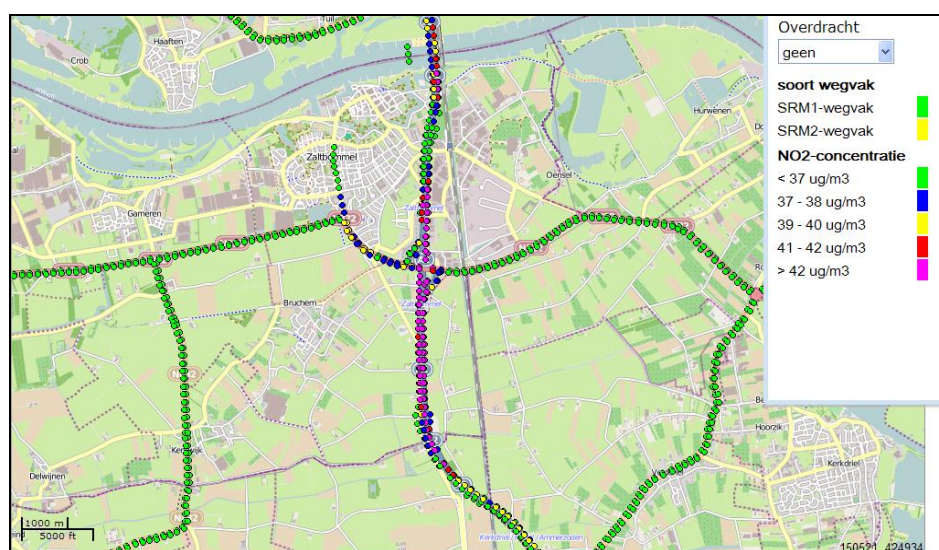 Tuil
Haaften
Crob
Hurwenen
Zaltbommel
Oensel
Gameren
Bruchem
Kerkwijk
Delwijnen
Hoorzik
Kerkdriel
1000 m
5000 ft
150521, 424934
Overdracht
geen
soort wegvak
SRM1-wegvak
SRM2-wegvak
NO2-concentratie
< 37 ug/m3
37 - 38 ug/m3
39 - 40 ug/m3
41 - 42 ug/m3
> 42 ug/m3